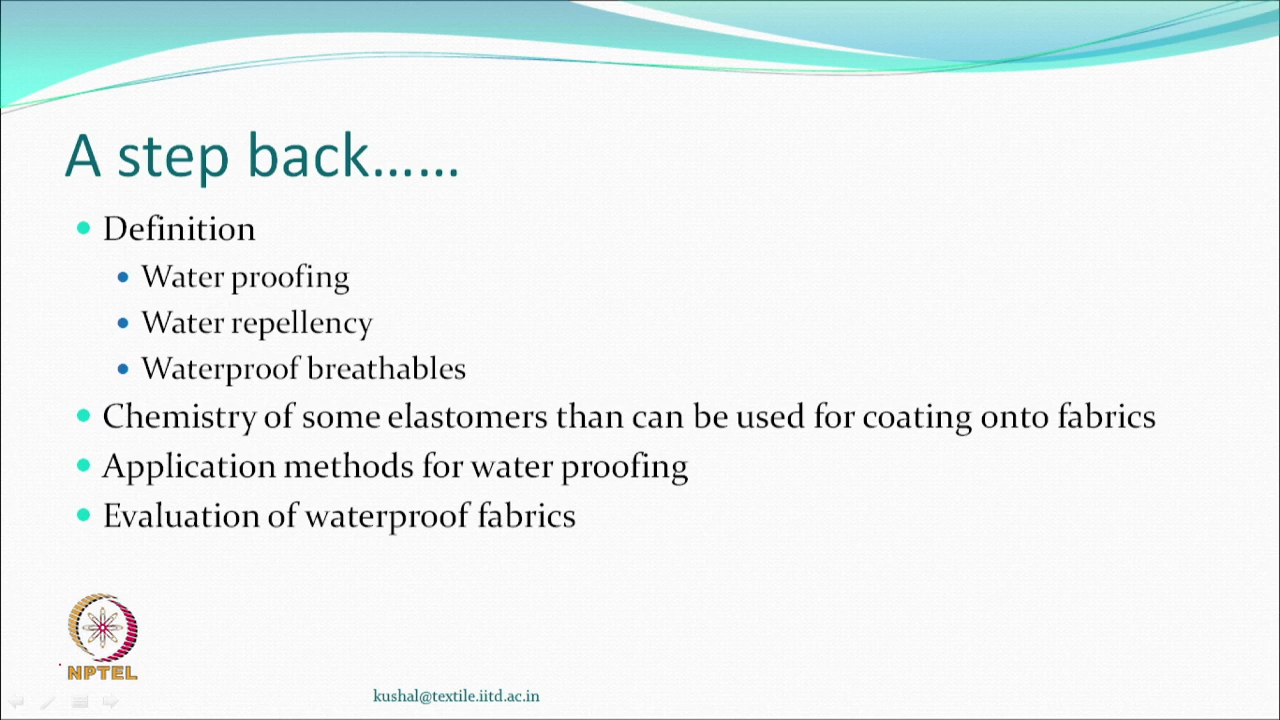 A step back......
Definition
Water proofing
Water repellency
Waterproof breathables
Chemistry of some elastomers than can be used for coating onto fabrics
Application methods for water proofing
Evaluation of waterproof fabrics
NPTEL
kushal@textile.iitd.ac.in